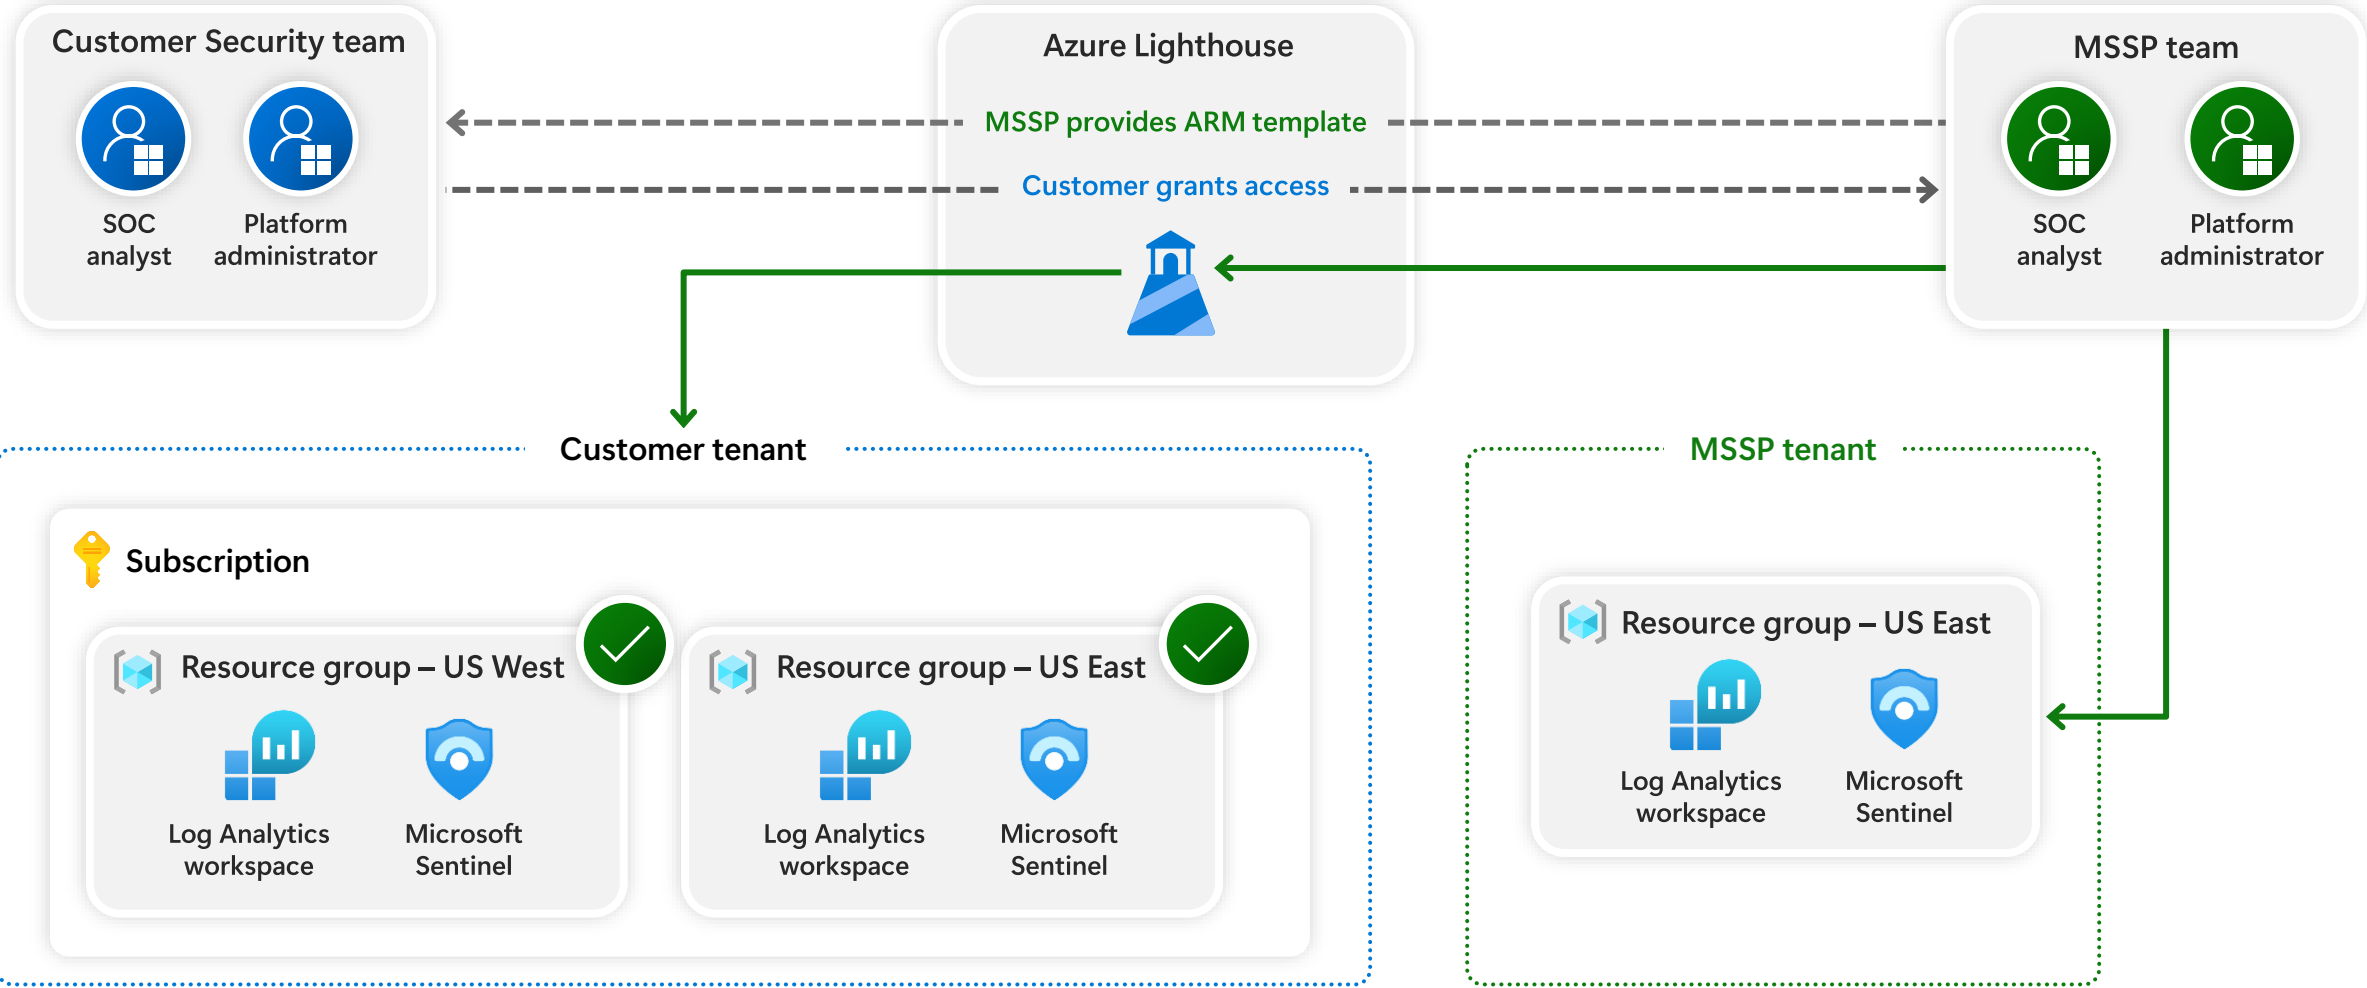 Customer Security team
SOC
analyst
Platform
administrator
Azure Lighthouse
MSSP provides ARM template
Customer grants access
MSSP team
SOC
analyst
Platform
administrator
Customer tenant
Subscription
Resource group – US West
Log Analytics
workspace
Microsoft
Sentinel
Resource group – US East
Log Analytics
workspace
Microsoft
Sentinel
MSSP tenant
Resource group – US East
Log Analytics
workspace
Microsoft
Sentinel